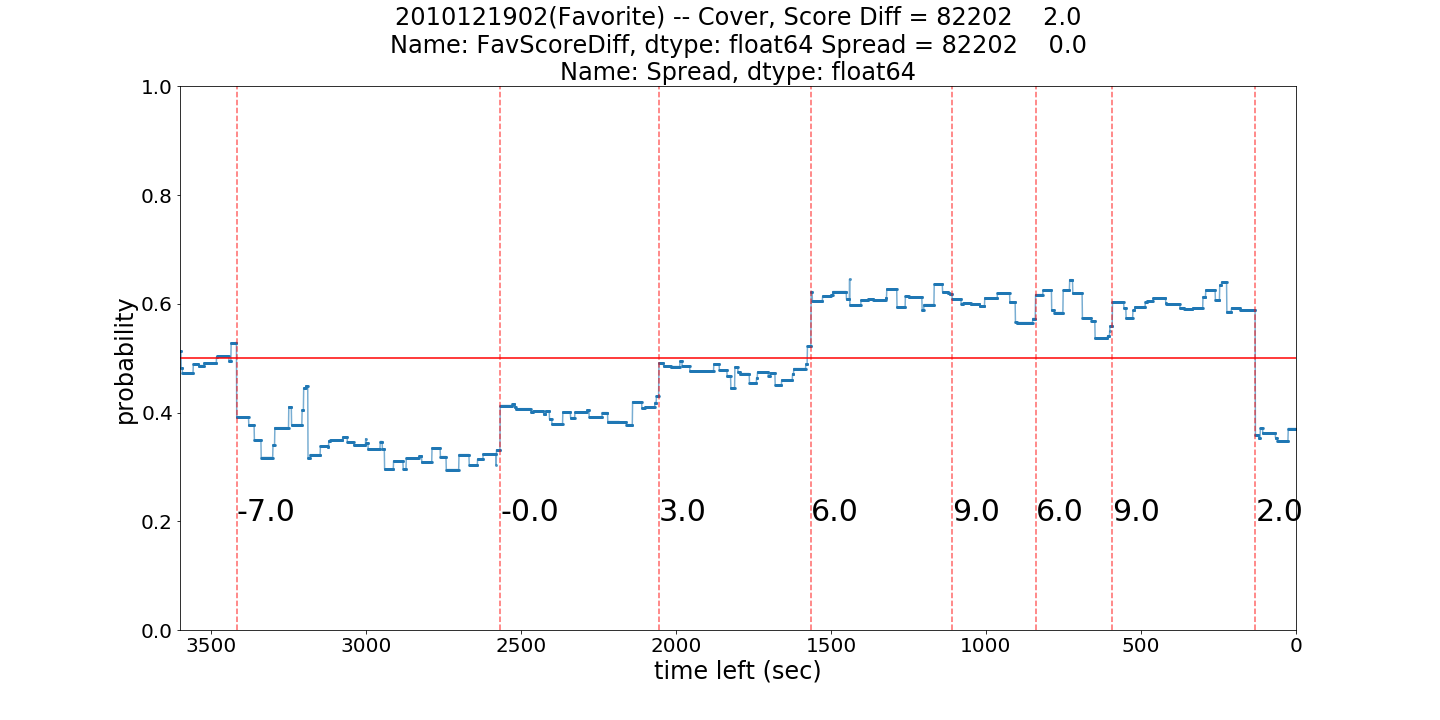 2010121902(Favorite) -- Cover, Score Diff = 82202    2.0
Name: FavScoreDiff, dtype: float64 Spread = 82202    0.0
Name: Spread, dtype: float64
1.0
0.8
0.6
0.4
0.2
0.0
probability
-7.0 -0.0 3.0 6.0 9.0 6.0 9.0 2.0
3500 3000 2500 2000 1500 1000 500 0
time left (sec)